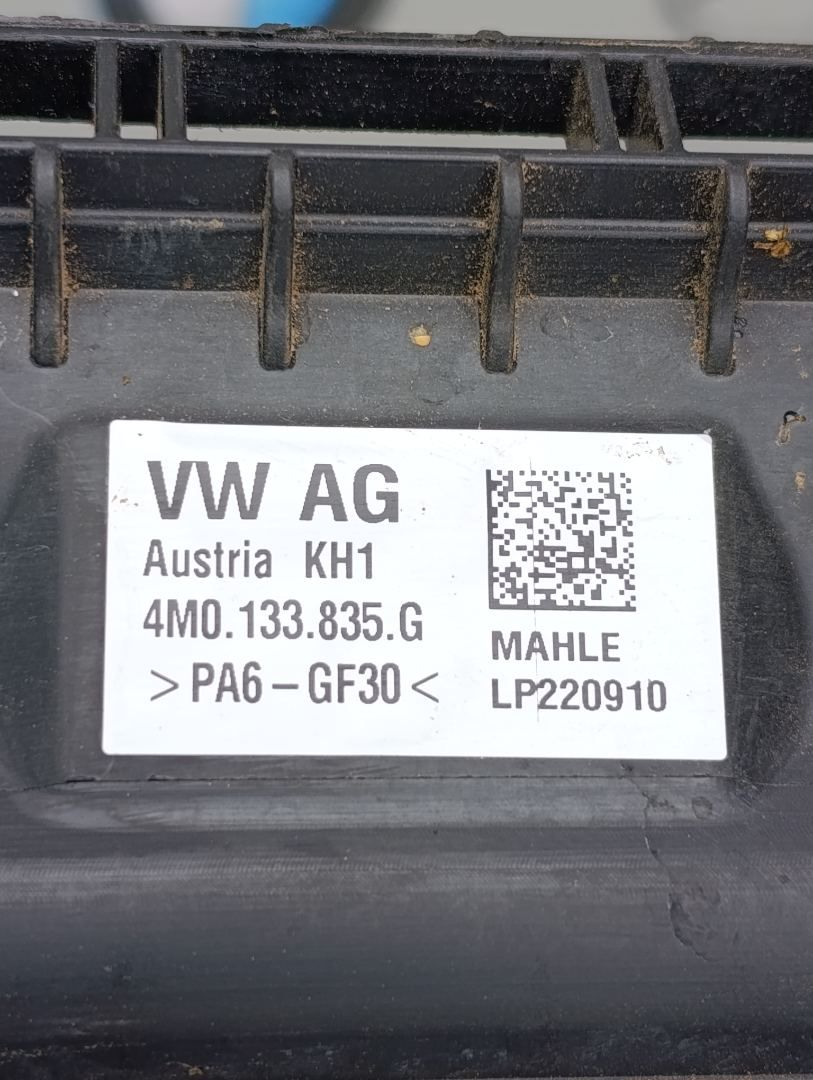 VW AG
Austria KH1
4M0.133.835.G
>PA6-GF30<
MAHLE
LP220910